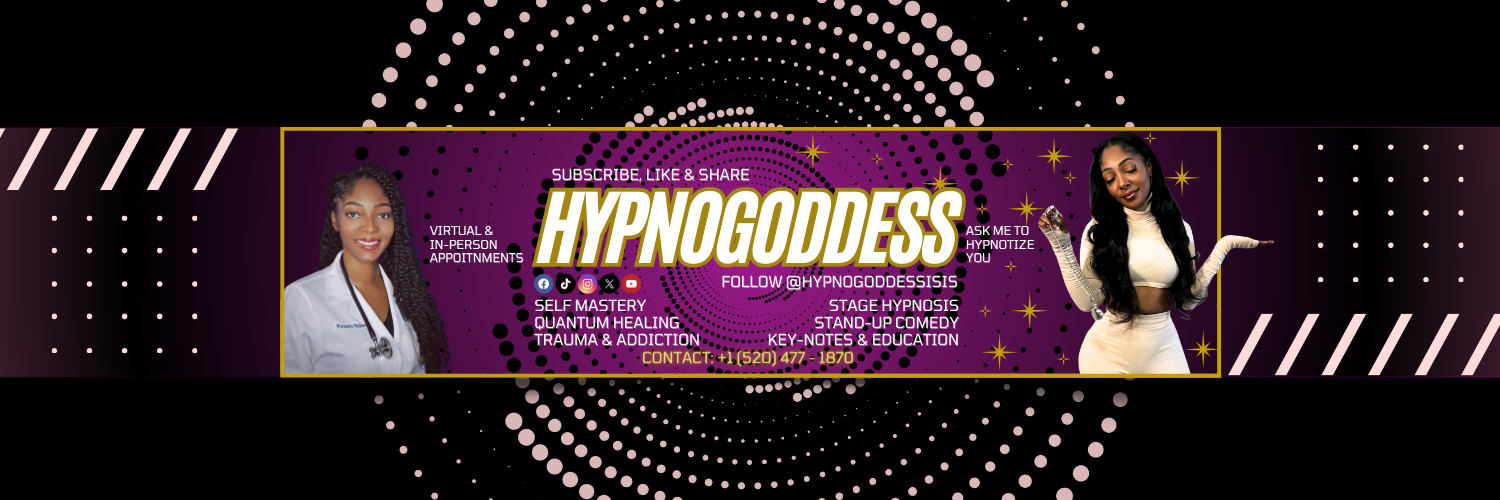 SUBSCRIBE, LIKE & SHARE
HYPNOGODDESS
VIRTUAL &
IN-PERSON
APPOITNMENTS
ASK ME TO
HYPNOTIZE
YOU
FOLLOW @HYPNOGODDESSISIS
SELF MASTERY
QUANTUM HEALING
TRAUMA & ADDICTION
STAGE HYPNOSIS
STAND-UP COMEDY
KEY-NOTES & EDUCATION
CONTACT: +1 (520) 477 - 1870